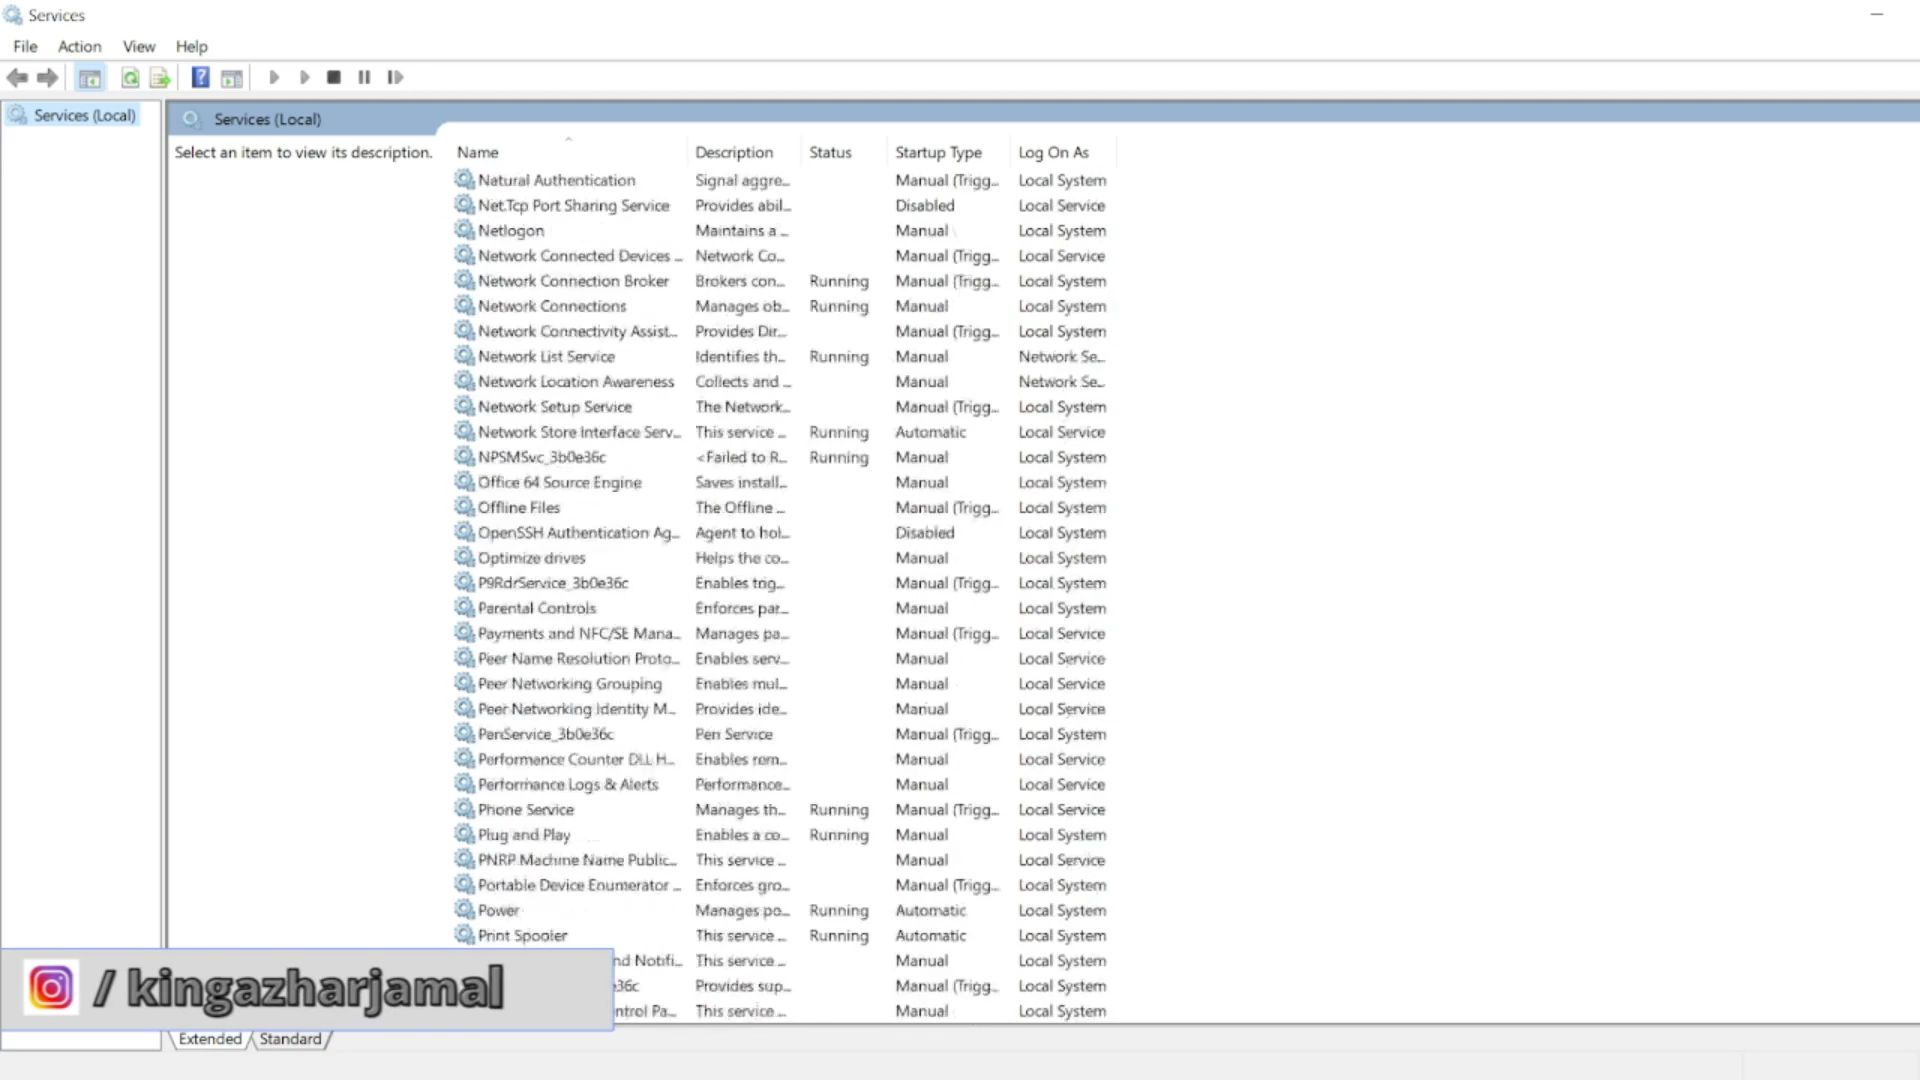 Services
File Action View Help
Services (Local)
Services (Local)
Select an item to view its description.
Name Description Status Startup Type Log On As
Natural Authentication Signal aggre... Manual (Trigg... Local System
Net.Tcp Port Sharing Service Provides abil... Disabled Local Service
Netlogon Maintains a ... Manual Local System
Network Connected Devices ... Network Co... Manual (Trigg... Local Service
Network Connection Broker Brokers con... Running Manual (Trigg... Local System
Network Connections Manages ob... Running Manual Local System
Network Connectivity Assist... Provides Dir... Manual (Trigg... Local System
Network List Service Identifies th... Running Manual Network Se...
Network Location Awareness Collects and ... Manual Network Se...
Network Setup Service The Network... Manual (Trigg... Local System
Network Store Interface Serv... This service ... Running Automatic Local Service
NPSMSvc_3b0e36c <Failed to R... Running Manual Local System
Office 64 Source Engine Saves install... Manual Local System
Offline Files The Offline ... Manual (Trigg... Local System
OpenSSH Authentication Ag... Agent to hol... Disabled Local System
Optimize drives Helps the co... Manual Local System
P9RdrService_3b0e36c Enables trig... Manual (Trigg... Local System
Parental Controls Enforces par... Manual Local System
Payments and NFC/SE Mana... Manages pa... Manual (Trigg... Local Service
Peer Name Resolution Proto... Enables serv... Manual Local Service
Peer Networking Grouping Enables mul... Manual Local Service
Peer Networking Identity M... Provides ide... Manual Local Service
PenService_3b0e36c Pen Service Manual (Trigg... Local System
Performance Counter DLL H... Enables rem... Manual Local Service
Performance Logs & Alerts Performance... Manual Local Service
Phone Service Manages th... Running Manual (Trigg... Local Service
Plug and Play Enables a co... Running Manual Local System
PNRP Machine Name Public... This service ... Manual Local Service
Portable Device Enumerator ... Enforces gro... Manual (Trigg... Local System
Power Manages po... Running Automatic Local System
Print Spooler This service ... Running Automatic Local System
nd Notifi... This service ... Manual Local System
e36c Provides sup... Manual (Trigg... Local System
ntrol Pa... This service ... Manual Local System
/ kingazharjamal
Extended Standard